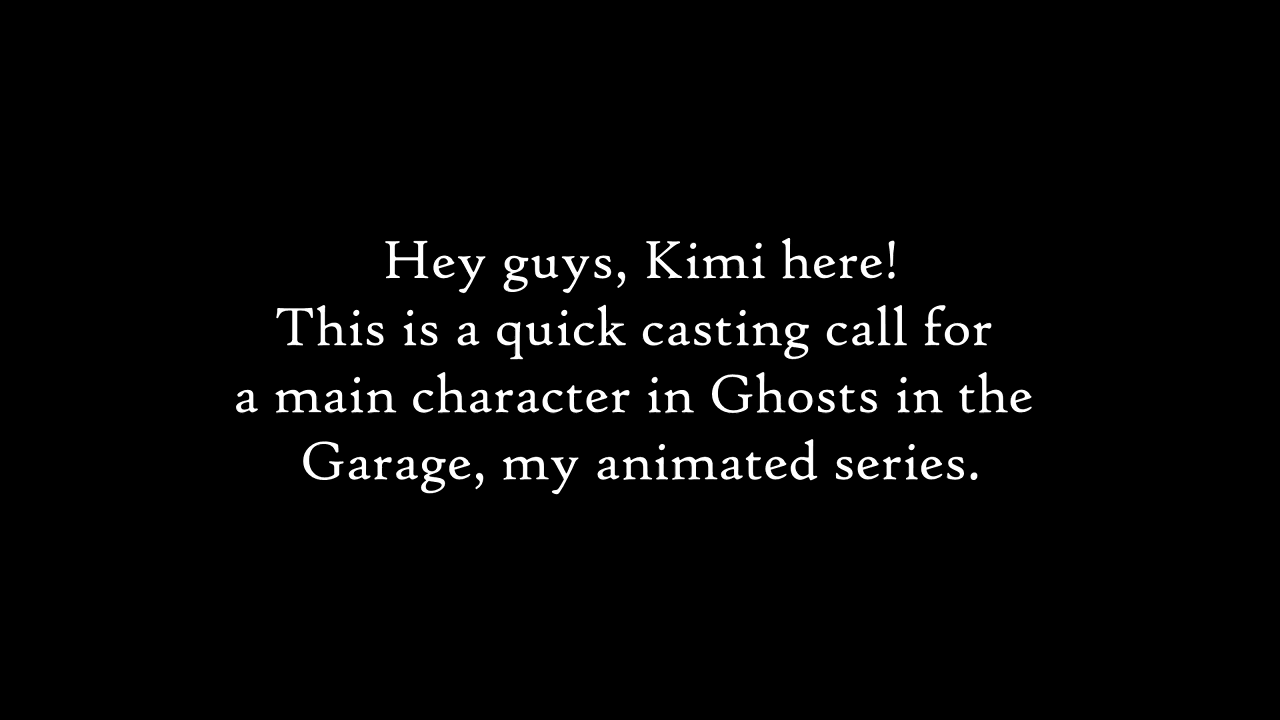 Hey guys, Kimi here!
This is a quick casting call for
a main character in Ghosts in the
Garage, my animated series.